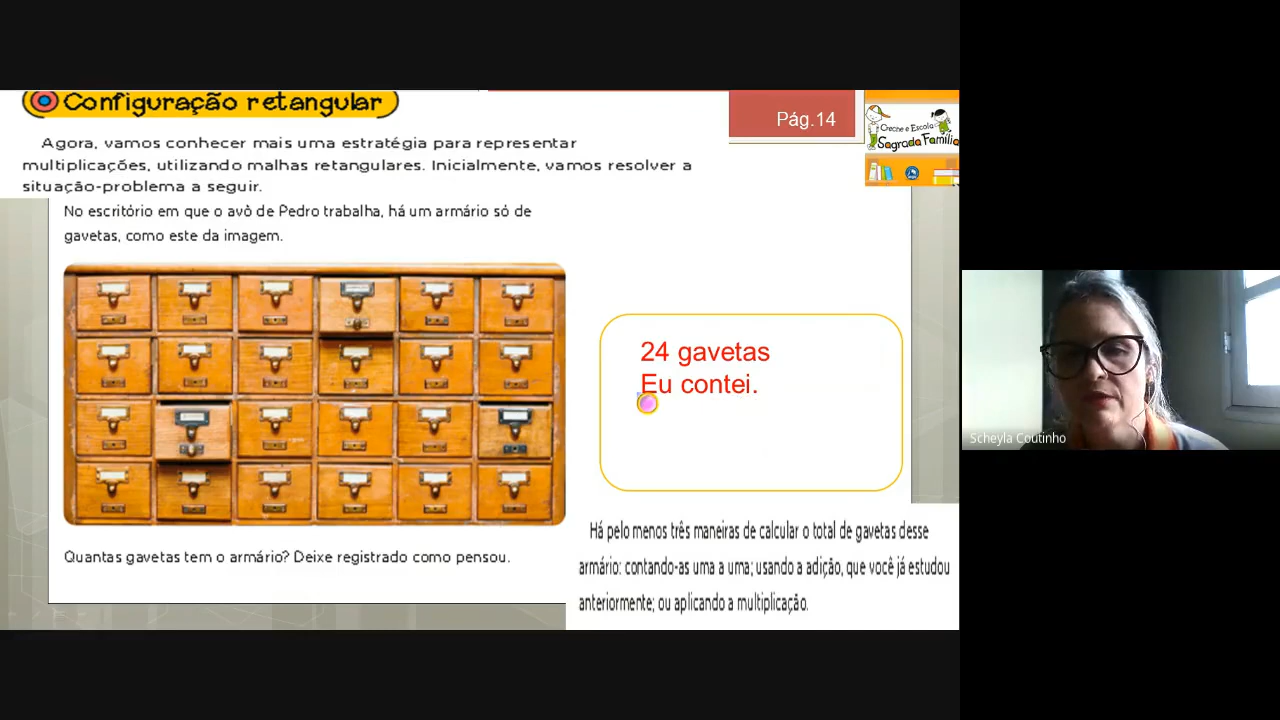 Configuração retangular
Pág.14
Creche e Escola
Sagrada Família
Agora, vamos conhecer mais uma estratégia para representar
multiplicações, utilizando malhas retangulares. Inicialmente, vamos resolver a
situação-problema a seguir.
No escritório em que o avô de Pedro trabalha, há um armário só de
gavetas, como este da imagem.
24 gavetas
Eu contei.
Quantas gavetas tem o armário? Deixe registrado como pensou.
Há pelo menos três maneiras de calcular o total de gavetas desse
armário: contando-as uma a uma; usando a adição, que você já estudou
anteriormente; ou aplicando a multiplicação.
Scheyla Coutinho